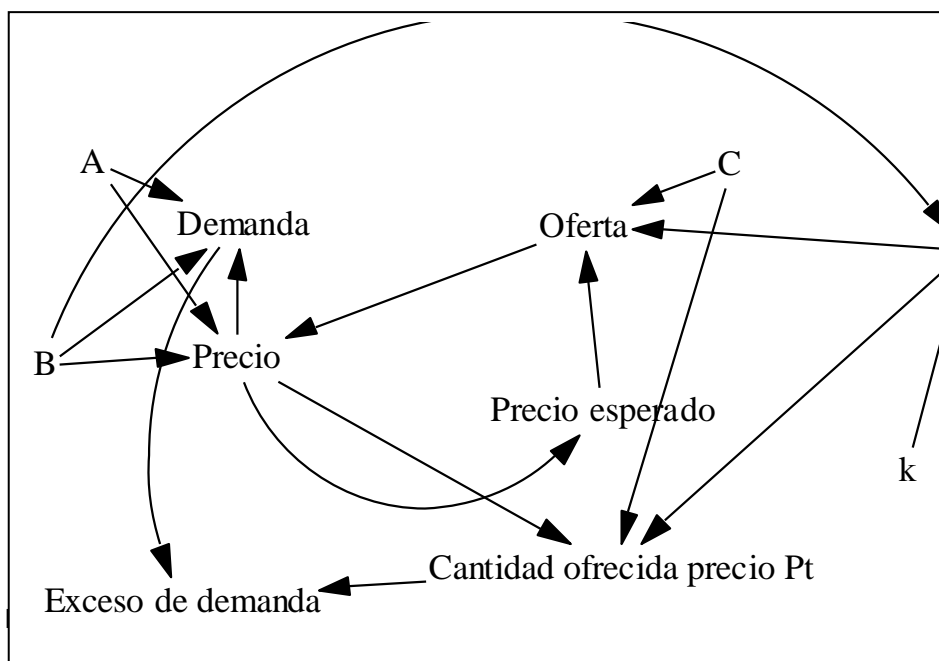 A
C
Demanda
Oferta
B
Precio
Precio esperado
k
Cantidad ofrecida precio Pt
Exceso de demanda